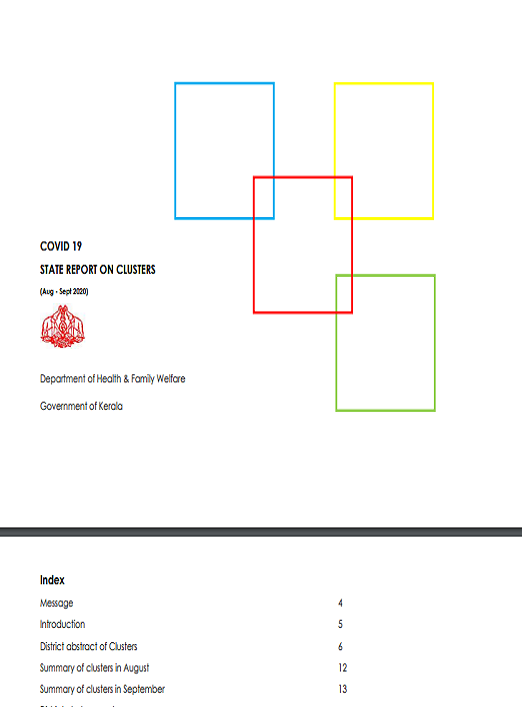 COVID 19
STATE REPORT ON CLUSTERS
(Aug - Sept 2020)
Department of Health & Family Welfare
Government of Kerala
Index
Message 4
Introduction 5
District abstract of Clusters 6
Summary of clusters in August 12
Summary of clusters in September 13